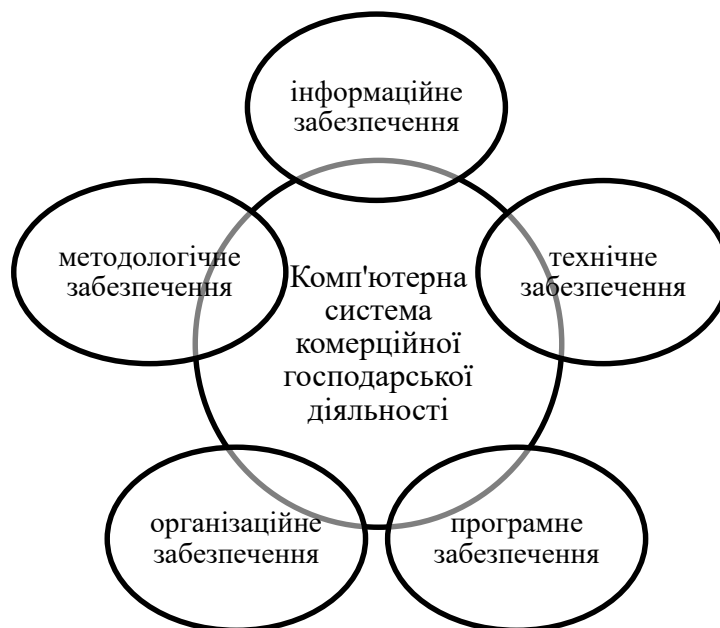 інформаційне
забезпечення
методологічне
забезпечення
технічне
забезпечення
Комп'ютерна
система
комерційної
господарської
діяльності
організаційне
забезпечення
програмне
забезпечення